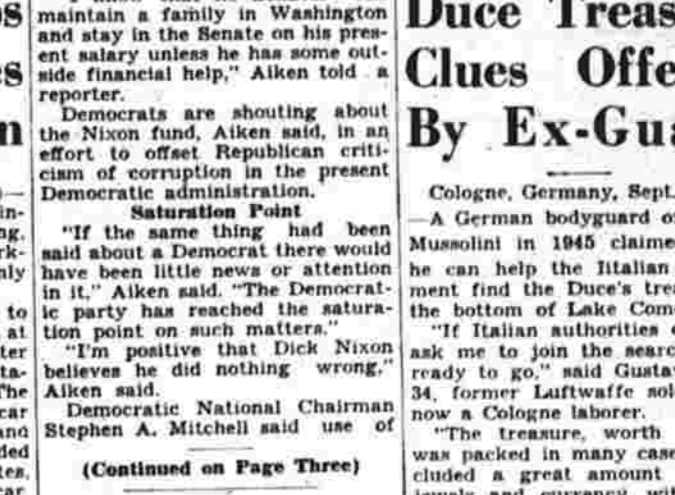 maintain a family in Washington
and stay in the Senate on his pres-
ent salary unless he has some out-
side financial help," Aiken told a
reporter.
Democrats are shouting about
the Nixon fund, Aiken said, in an
effort to offset Republican criti-
cism of corruption in the present
Democratic administration.
Saturation Point
"If the same thing had been
said about a Democrat there would
have been little news or attention
in it," Aiken said. "The Democrat-
ic party has reached the satura-
tion point on such matters."
"I'm positive that Dick Nixon
believes he did nothing wrong,"
Aiken said.
Democratic National Chairman
Stephen A. Mitchell said use of
(Continued on Page Three)
Duce Treas
Clues Offe
By Ex-Gua
Cologne, Germany, Sept.
—A German bodyguard o
Mussolini in 1945 claime
he can help the Iitalian
ment find the Duce's trea
the bottom of Lake Com
"If Italian authorities
ask me to join the searc
ready to go," said Gusta
34, former Luftwaffe sol
now a Cologne laborer.
"The treasure, worth
was packed in many case
cluded a great amount
jewels and currency wit